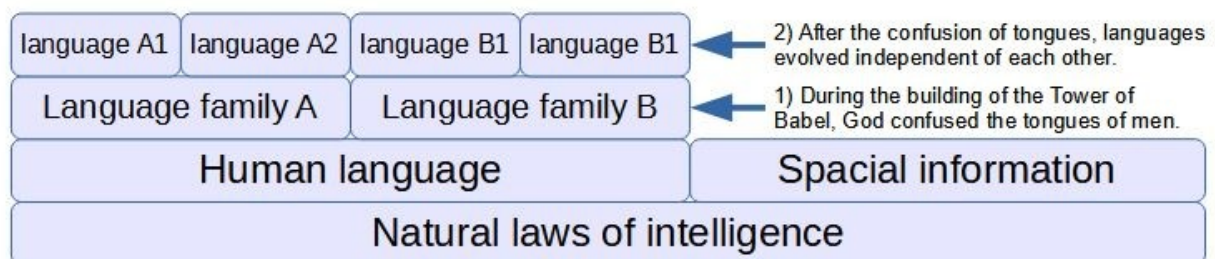 language A1 language A2 language B1 language B1
2) After the confusion of tongues, languages
evolved independent of each other.
Language family A Language family B
1) During the building of the Tower of
Babel, God confused the tongues of men.
Human language Spacial information
Natural laws of intelligence